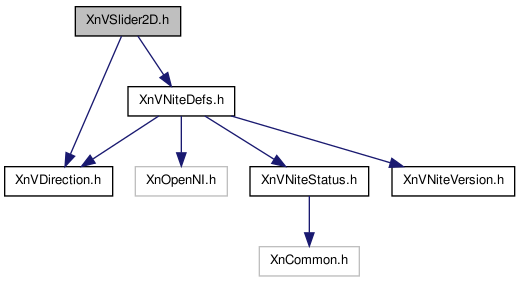 XnVSlider2D.h
XnVNiteDefs.h
XnVDirection.h
XnOpenNI.h
XnVNiteStatus.h
XnVNiteVersion.h
XnCommon.h